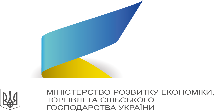 МІНІСТЕРСТВО РОЗВИТКУ ЕКОНОМІКИ,
ТОРГІВЛІ ТА СІЛЬСЬКОГО
ГОСПОДАРСТВА УКРАЇНИ